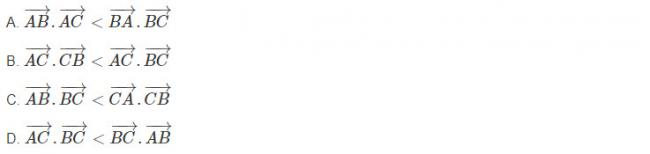 A. $\overrightarrow{AB}.\overrightarrow{AC} < \overrightarrow{BA}.\overrightarrow{BC}$
B. $\overrightarrow{AC}.\overrightarrow{CB} < \overrightarrow{AC}.\overrightarrow{BC}$
C. $\overrightarrow{AB}.\overrightarrow{BC} < \overrightarrow{CA}.\overrightarrow{CB}$
D. $\overrightarrow{AC}.\overrightarrow{BC} < \overrightarrow{BC}.\overrightarrow{AB}$